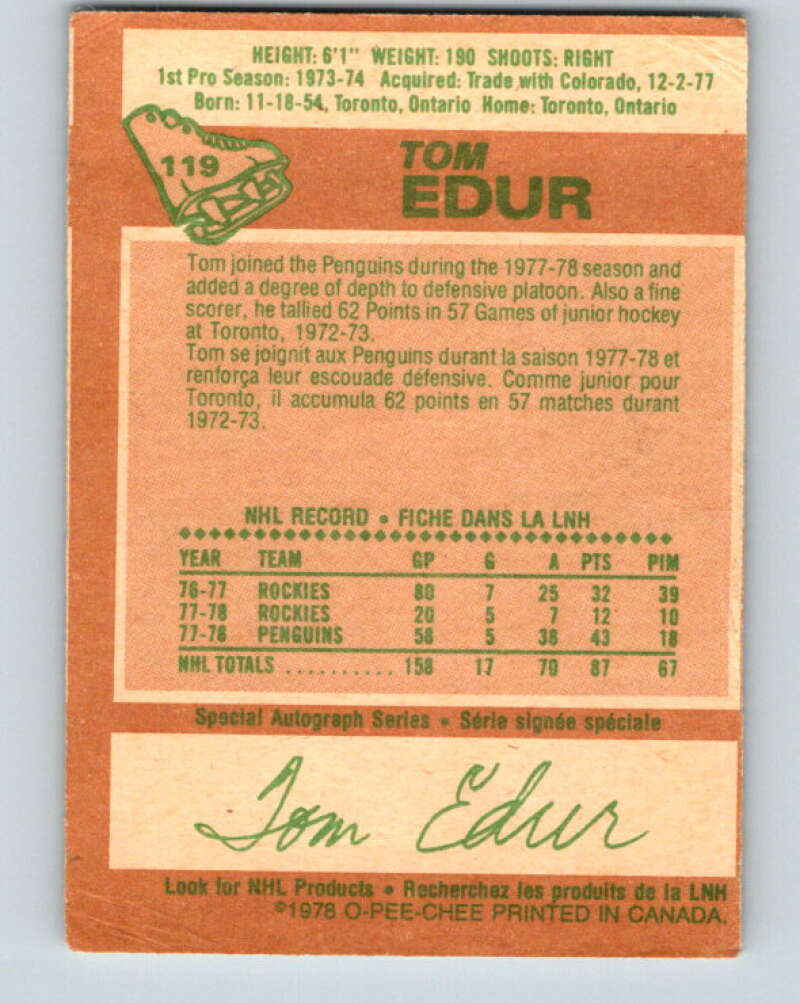 HEIGHT: 6'1" WEIGHT: 190 SHOOTS: RIGHT
1st Pro Season: 1973-74 Acquired: Trade with Colorado, 12-2-77
Born: 11-18-54, Toronto, Ontario Home: Toronto, Ontario
119
TOM
EDUR
Tom joined the Penguins during the 1977-78 season and
added a degree of depth to defensive platoon. Also a fine
scorer, he tallied 62 Points in 57 Games of junior hockey
at Toronto, 1972-73.
Tom se joignit aux Penguins durant la saison 1977-78 et
renforça leur escouade défensive. Comme junior pour
Toronto, il accumula 62 points en 57 matches durant
1972-73.
NHL RECORD • FICHE DANS LA LNH
YEAR TEAM GP G A PTS PIM
76-77 ROCKIES 80 7 25 32 39
77-78 ROCKIES 20 5 7 12 10
77-78 PENGUINS 58 5 38 43 18
NHL TOTALS .......... 158 17 70 87 67
Special Autograph Series • Série signée spéciale
Tom Edur
Look for NHL Products • Recherchez les produits de la LNH
©1978 O-PEE-CHEE PRINTED IN CANADA.